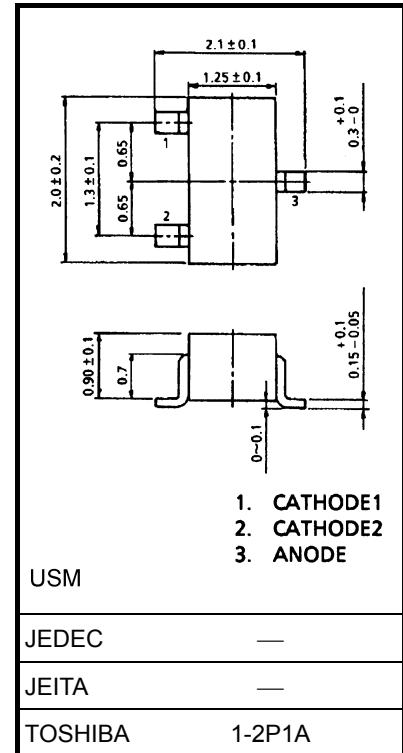 2.1±0.1
1.25±0.1
+0.1
0.3-0
2.0±0.2
1.3±0.1
0.65
0.65
1
2
3
0.90±0.1
0.7
+0.1
0.15-0.05
0~0.1
1. CATHODE1
2. CATHODE2
3. ANODE
USM
JEDEC —
JEITA —
TOSHIBA 1-2P1A